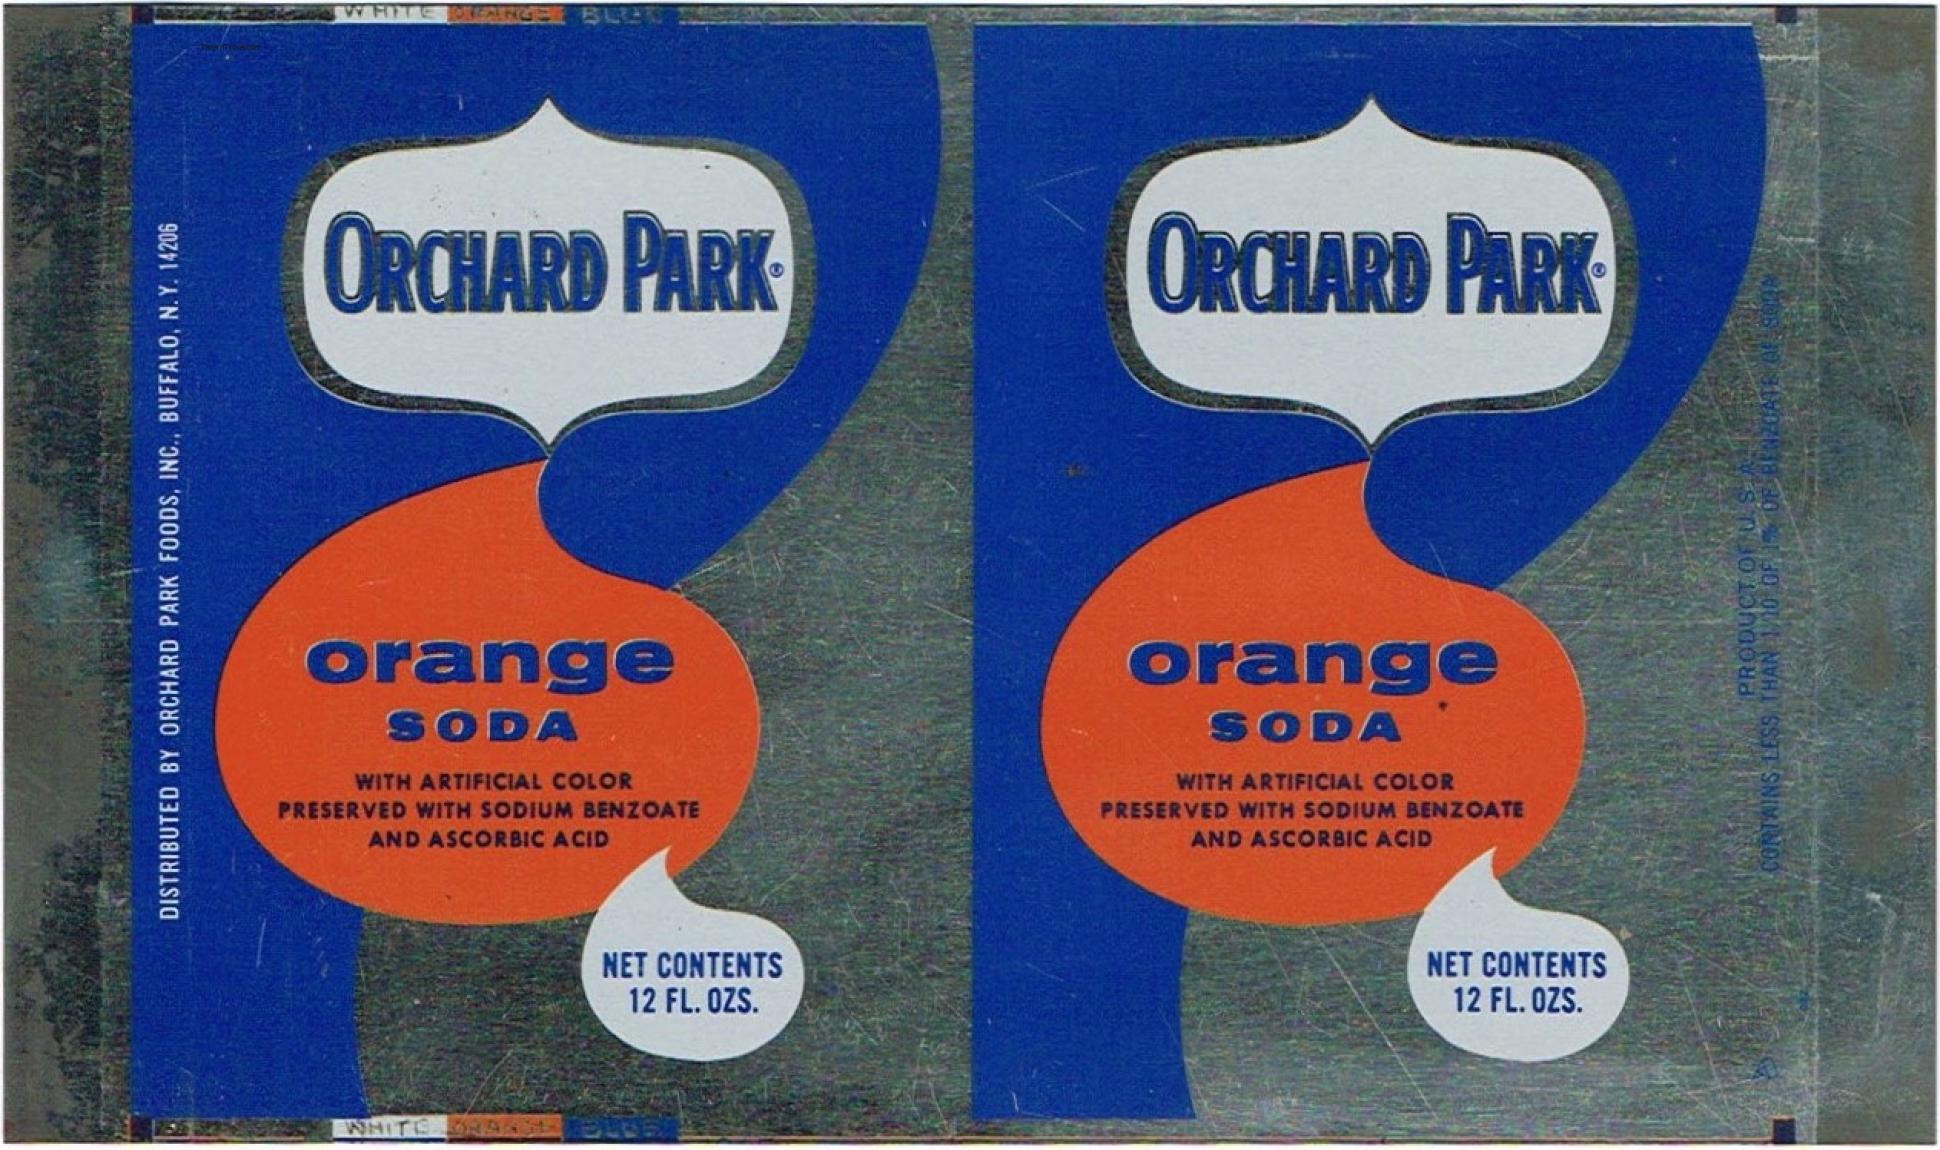 WHITE ORANGE BLUE
DISTRIBUTED BY ORCHARD PARK FOODS, INC., BUFFALO, N.Y. 14206
ORCHARD PARK®
orange
SODA
WITH ARTIFICIAL COLOR
PRESERVED WITH SODIUM BENZOATE
AND ASCORBIC ACID
NET CONTENTS
12 FL. OZS.
ORCHARD PARK®
orange
SODA
WITH ARTIFICIAL COLOR
PRESERVED WITH SODIUM BENZOATE
AND ASCORBIC ACID
NET CONTENTS
12 FL. OZS.
PRODUCT OF U.S.A.
CONTAINS LESS THAN 1/10 OF 1% OF BENZOATE OF SODA
WHITE ORANGE BLUE